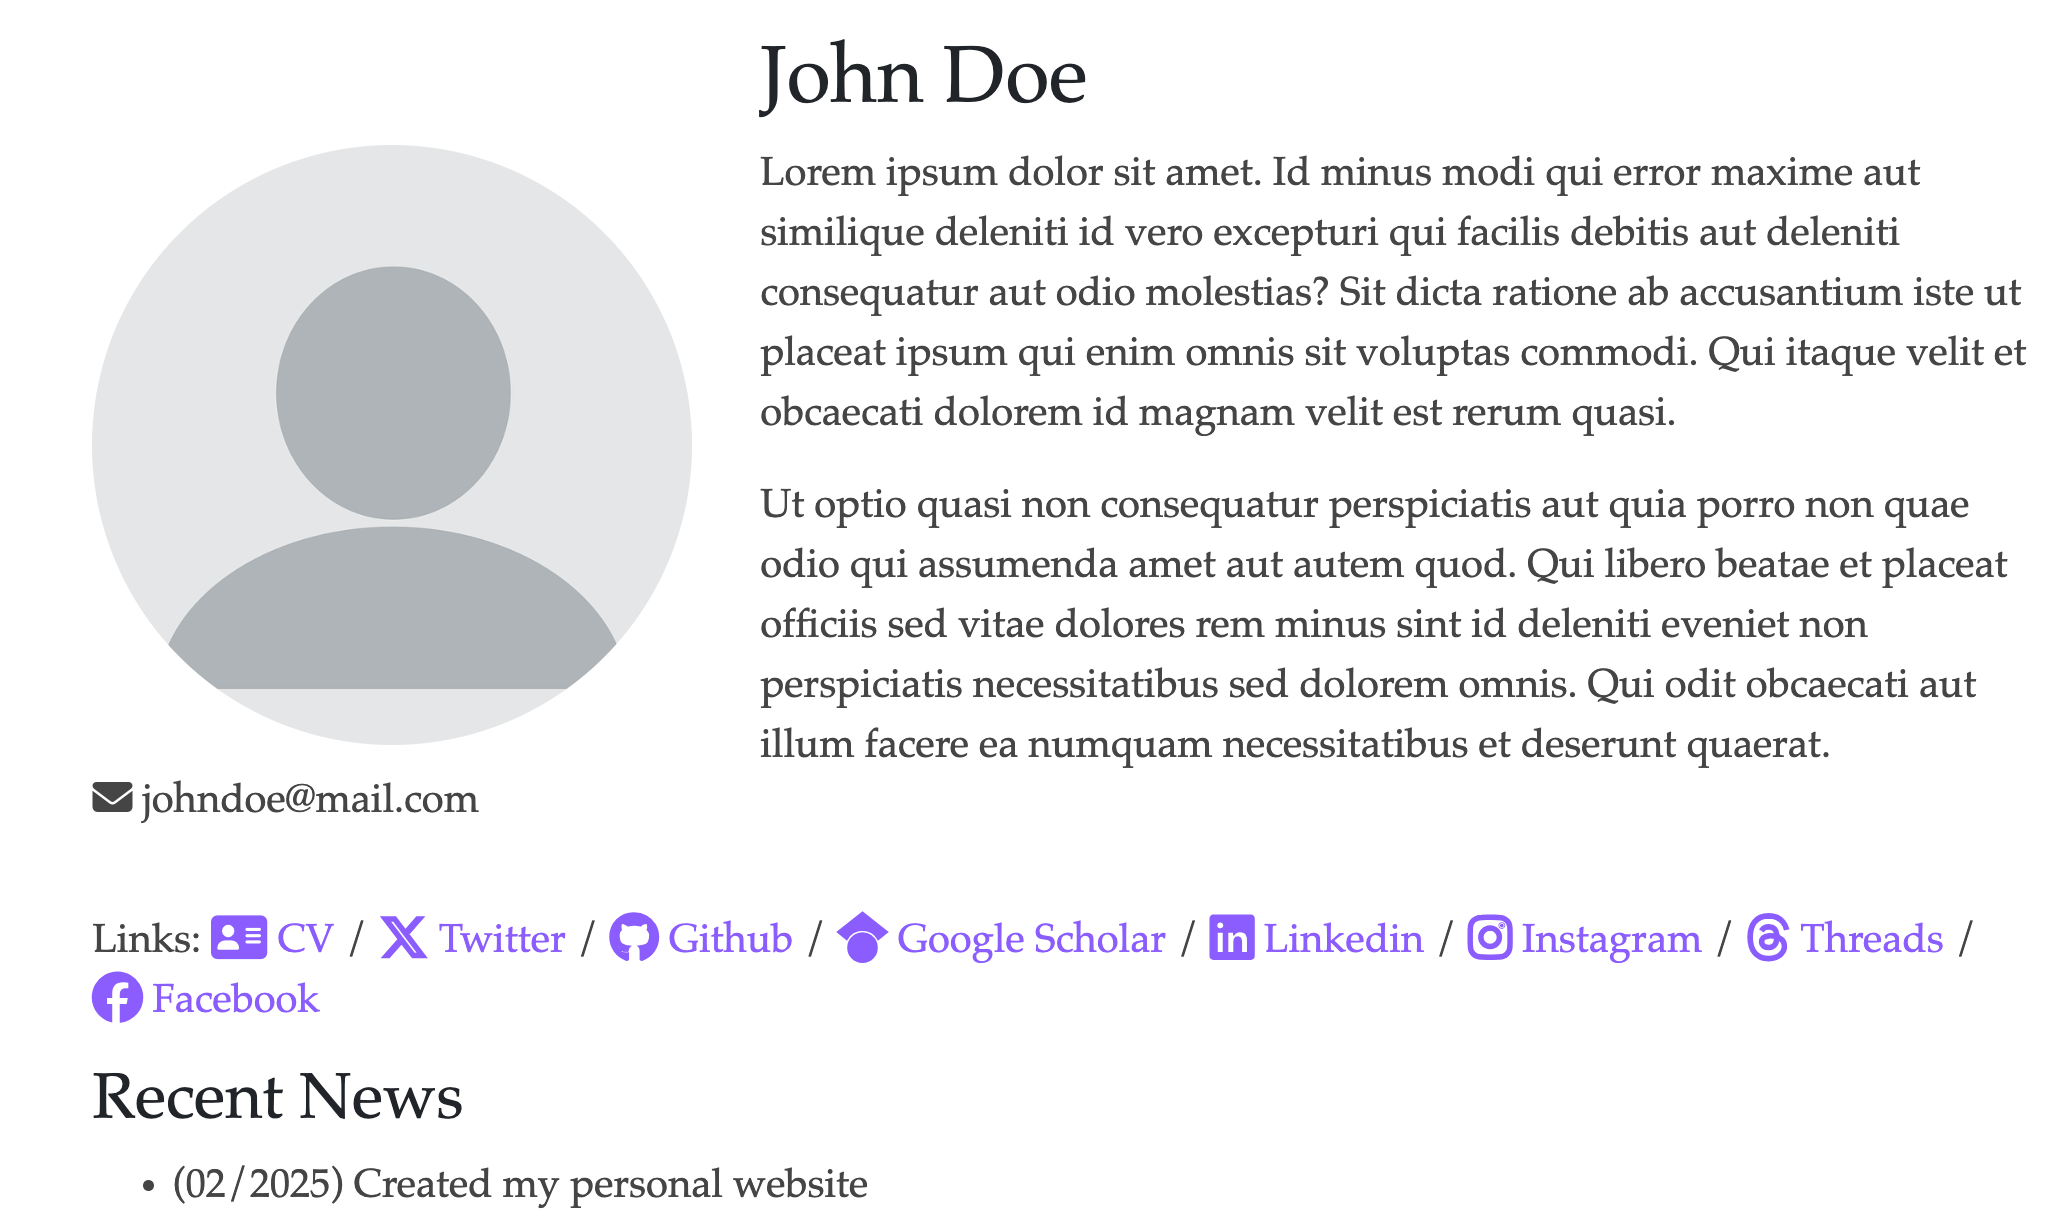 John Doe
Lorem ipsum dolor sit amet. Id minus modi qui error maxime aut
similique deleniti id vero excepturi qui facilis debitis aut deleniti
consequatur aut odio molestias? Sit dicta ratione ab accusantium iste ut
placeat ipsum qui enim omnis sit voluptas commodi. Qui itaque velit et
obcaecati dolorem id magnam velit est rerum quasi.
Ut optio quasi non consequatur perspiciatis aut quia porro non quae
odio qui assumenda amet aut autem quod. Qui libero beatae et placeat
officiis sed vitae dolores rem minus sint id deleniti eveniet non
perspiciatis necessitatibus sed dolorem omnis. Qui odit obcaecati aut
illum facere ea numquam necessitatibus et deserunt quaerat.
johndoe@mail.com
Links: CV / Twitter / Github / Google Scholar / Linkedin / Instagram / Threads /
Facebook
Recent News
• (02/2025) Created my personal website